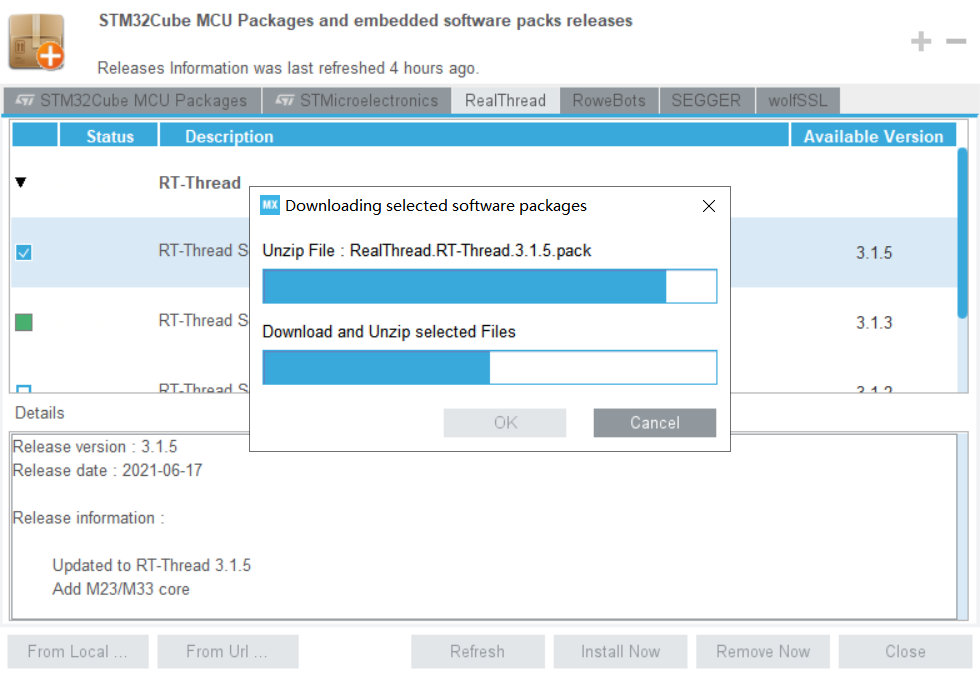 STM32Cube MCU Packages and embedded software packs releases
Releases Information was last refreshed 4 hours ago.
STM32Cube MCU Packages STMicroelectronics RealThread RoweBots SEGGER wolfSSL
Status Description Available Version
RT-Thread
MX Downloading selected software packages
Unzip File : RealThread.RT-Thread.3.1.5.pack
RT-Thread S 3.1.5
RT-Thread S 3.1.3
Download and Unzip selected Files
RT-Thread S 3.1.2
OK Cancel
Details
Release version : 3.1.5
Release date : 2021-06-17
Release information :
Updated to RT-Thread 3.1.5
Add M23/M33 core
From Local ... From Url ... Refresh Install Now Remove Now Close